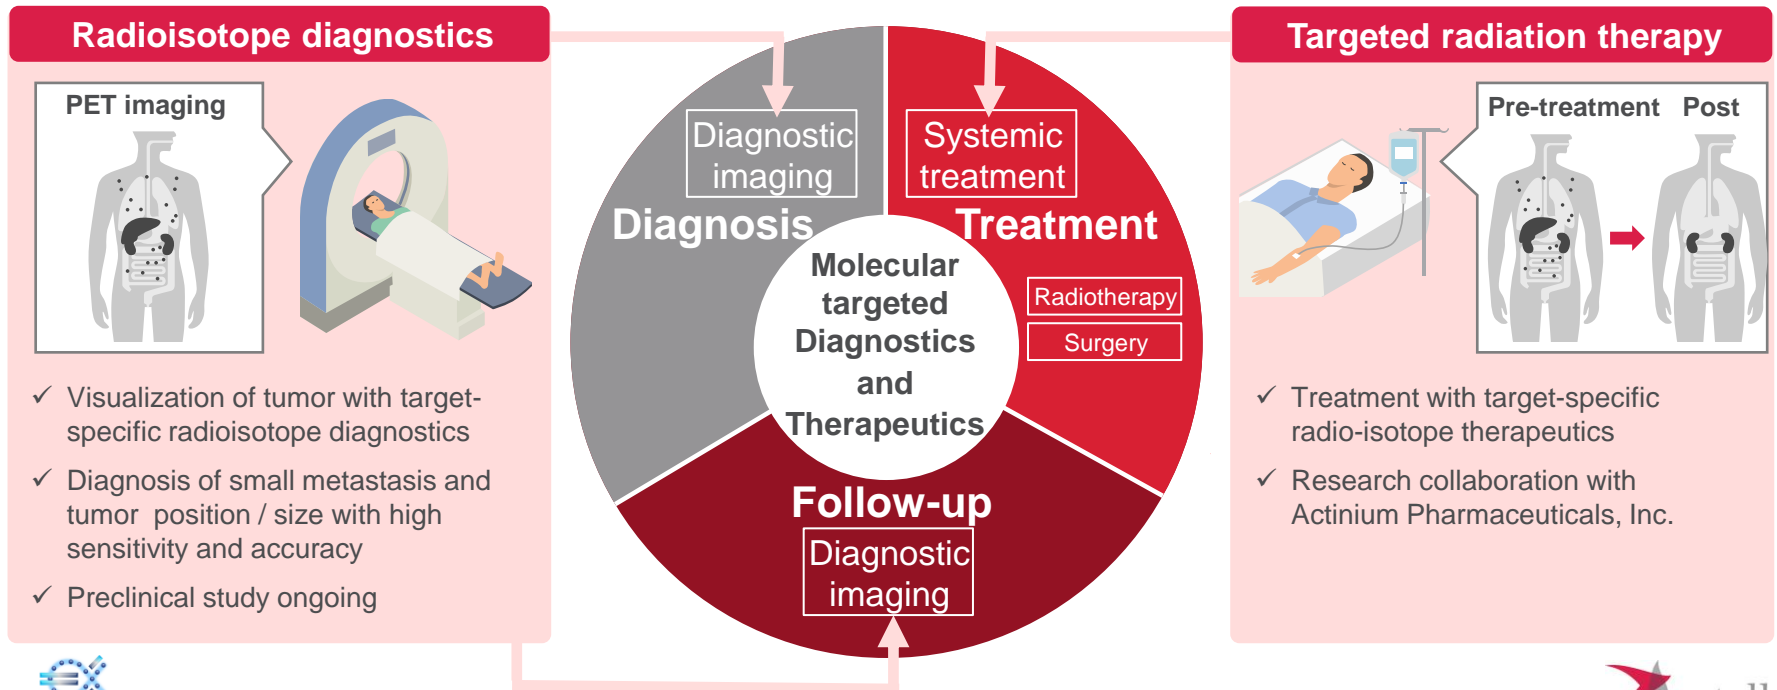 Radioisotope diagnostics
PET imaging
✓ Visualization of tumor with target-
specific radioisotope diagnostics
✓ Diagnosis of small metastasis and
tumor  position / size with high
sensitivity and accuracy
✓ Preclinical study ongoing
Diagnostic
imaging
Diagnosis
Systemic
treatment
Treatment
Radiotherapy
Surgery
Molecular
targeted
Diagnostics
and
Therapeutics
Follow-up
Diagnostic
imaging
Targeted radiation therapy
Pre-treatment Post
✓ Treatment with target-specific
radio-isotope therapeutics
✓ Research collaboration with
Actinium Pharmaceuticals, Inc.